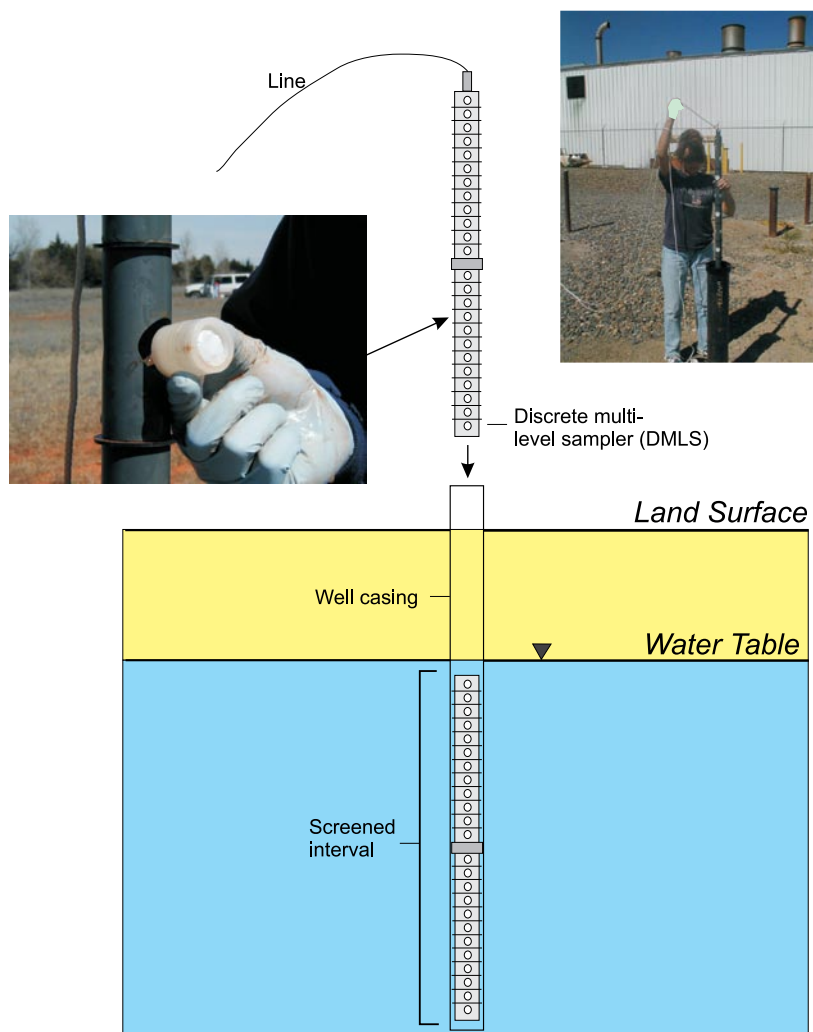 Line
Discrete multi-
level sampler (DMLS)
Land Surface
Well casing
Water Table
Screened
interval